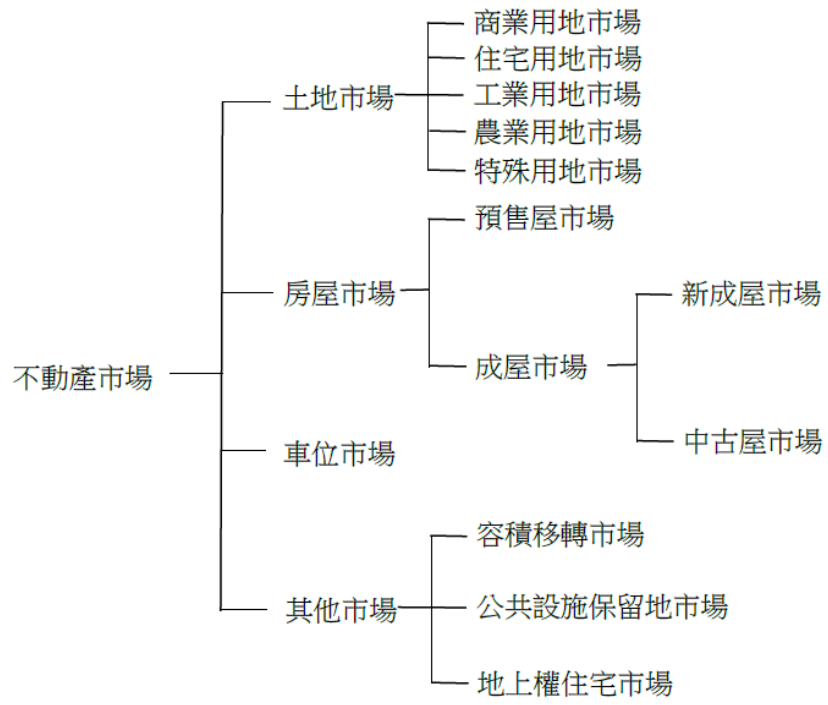 不動產市場
土地市場
商業用地市場
住宅用地市場
工業用地市場
農業用地市場
特殊用地市場
房屋市場
預售屋市場
成屋市場
新成屋市場
中古屋市場
車位市場
其他市場
容積移轉市場
公共設施保留地市場
地上權住宅市場